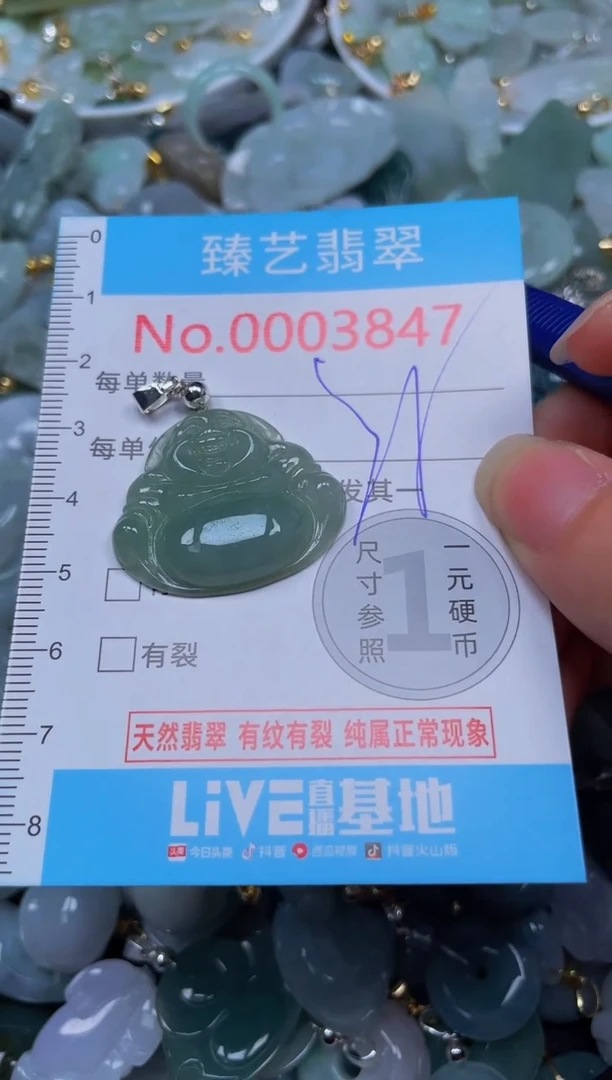 臻艺翡翠
0
1
2
3
4
5
6
7
8
No.0003847
每单数量
每单
发其一
有裂
尺寸参照
1
一元硬币
天然翡翠 有纹有裂 纯属正常现象
LiVE直播基地
头条 今日头条 抖音 西瓜视频 抖音火山版